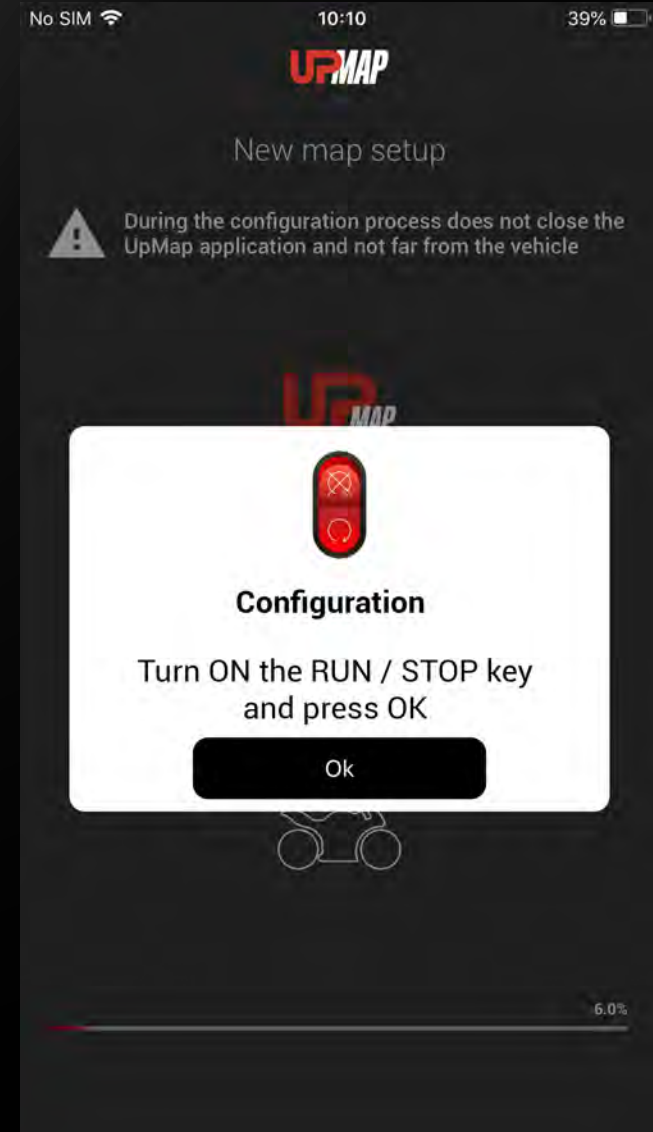 No SIM 10:10 39%
UPMAP
New map setup
During the configuration process does not close the
UpMap application and not far from the vehicle
UP MAP
Configuration
Turn ON the RUN / STOP key
and press OK
Ok
6.0%